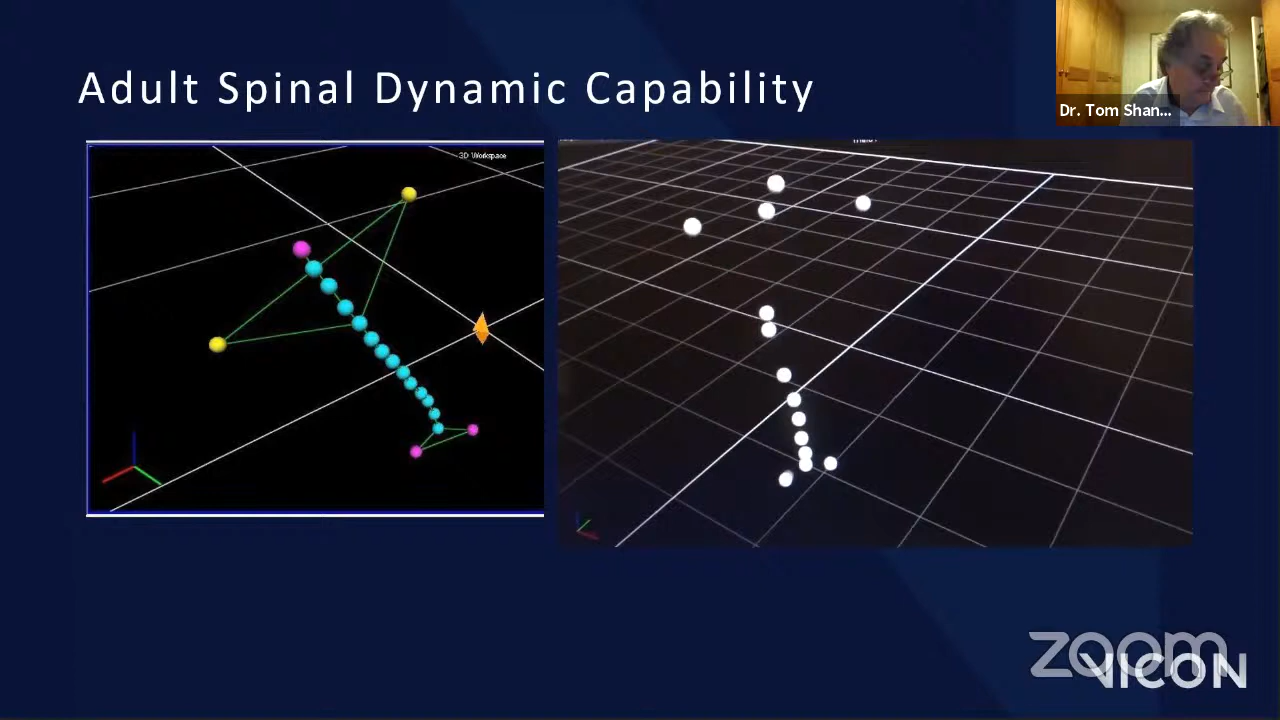 Adult Spinal Dynamic Capability
Dr. Tom Shan...
3D Workspace
zoom
VICON